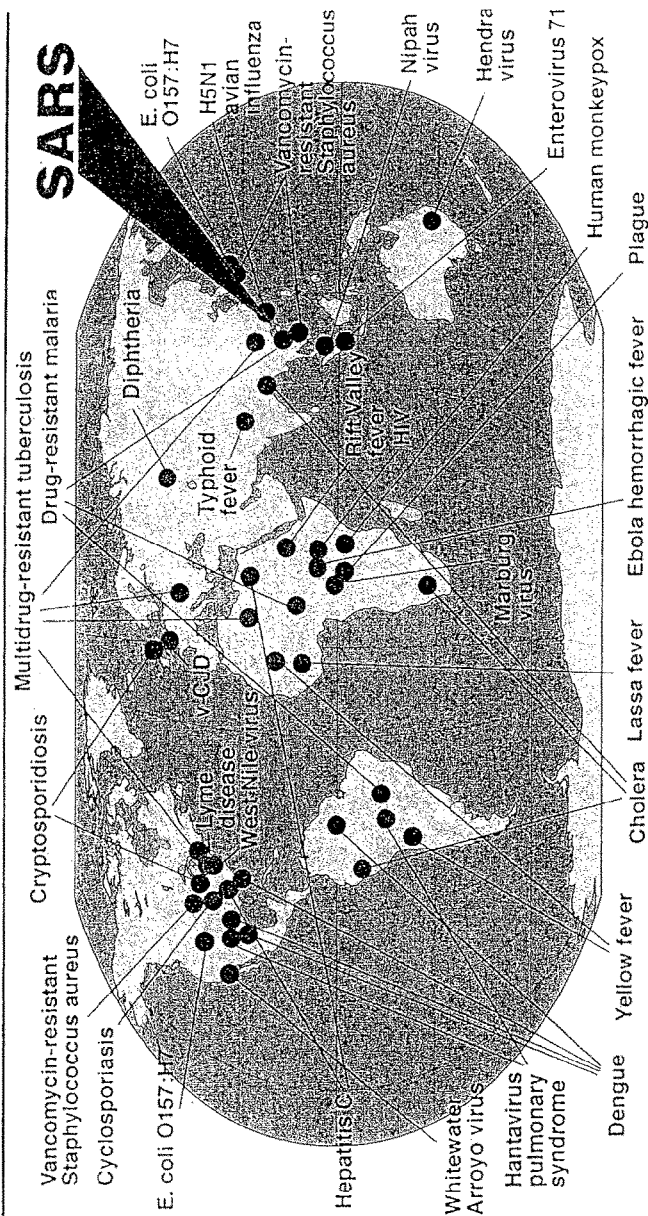 Multidrug-resistant tuberculosis
Drug-resistant malaria
Cryptosporidiosis
Vancomycin-resistant
Staphylococcus aureus
Cyclosporiasis
E. coli O157:H7
Diphtheria
SARS
E. coli
O157:H7
H5N1
avian
influenza
Vancomycin-
resistant
Staphylococcus
aureus
Typhoid
fever
v.CJD
Lyme
disease
West Nile virus
Rift Valley
fever
HIV
Nipah
virus
Hendra
virus
Enterovirus 71
Human monkeypox
Plague
Marburg
virus
Hepatitis C
Whitewater
Arroyo virus
Hantavirus
pulmonary
syndrome
Dengue
Yellow fever
Cholera
Lassa fever
Ebola hemorrhagic fever